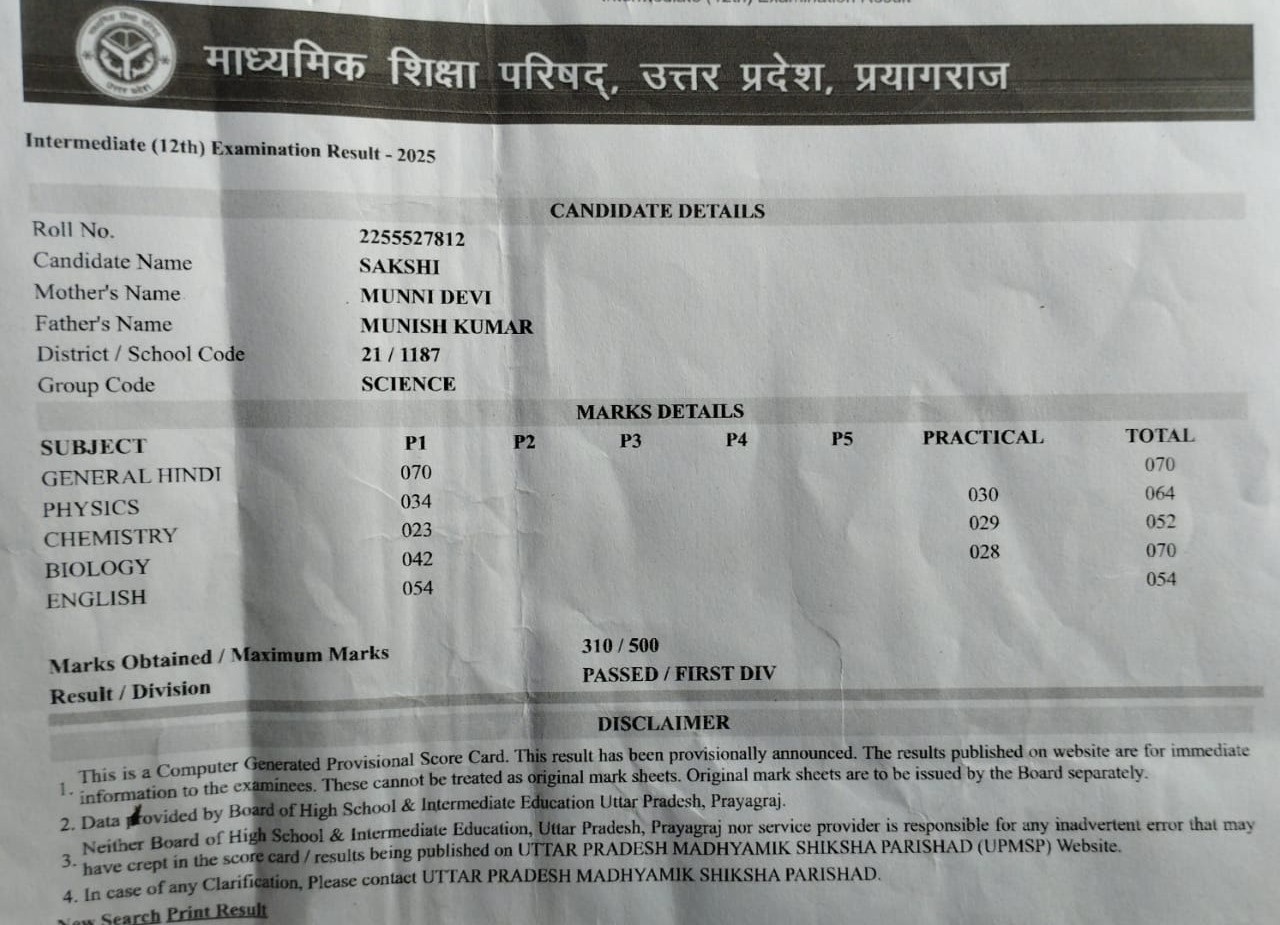 माध्यमिक शिक्षा परिषद्, उत्तर प्रदेश, प्रयागराज
Intermediate (12th) Examination Result - 2025
CANDIDATE DETAILS
Roll No. 2255527812
Candidate Name SAKSHI
Mother's Name MUNNI DEVI
Father's Name MUNISH KUMAR
District / School Code 21 / 1187
Group Code SCIENCE
MARKS DETAILS
SUBJECT P1 P2 P3 P4 P5 PRACTICAL TOTAL
GENERAL HINDI 070 070
PHYSICS 034 030 064
CHEMISTRY 023 029 052
BIOLOGY 042 028 070
ENGLISH 054 054
Marks Obtained / Maximum Marks 310 / 500
Result / Division PASSED / FIRST DIV
DISCLAIMER
1. This is a Computer Generated Provisional Score Card. This result has been provisionally announced. The results published on website are for immediate
information to the examinees. These cannot be treated as original mark sheets. Original mark sheets are to be issued by the Board separately.
2. Data provided by Board of High School & Intermediate Education Uttar Pradesh, Prayagraj.
3. Neither Board of High School & Intermediate Education, Uttar Pradesh, Prayagraj nor service provider is responsible for any inadvertent error that may
have crept in the score card / results being published on UTTAR PRADESH MADHYAMIK SHIKSHA PARISHAD (UPMSP) Website.
4. In case of any Clarification, Please contact UTTAR PRADESH MADHYAMIK SHIKSHA PARISHAD.
New Search Print Result